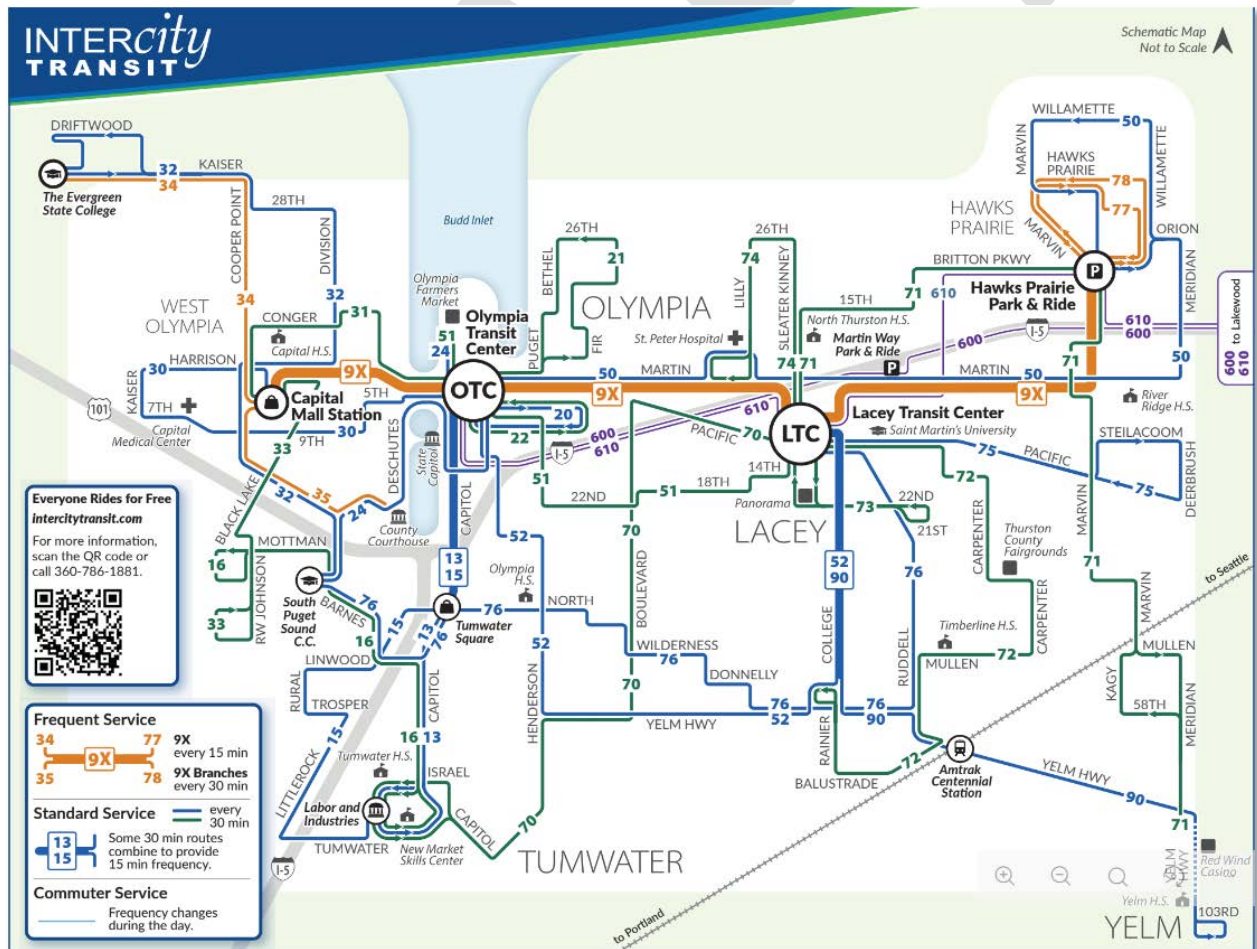 INTERcity
TRANSIT
Schematic Map
Not to Scale
DRIFTWOOD
32
34
KAISER
The Evergreen
State College
28TH
COOPER POINT
DIVISION
34
32
WEST
OLYMPIA
CONGER
31
Capital H.S.
HARRISON
30
KAISER
7TH
Capital
Medical Center
101
9X
Capital
Mall Station
5TH
9TH
30
33
BLACK LAKE
32
35
24
DESCHUTES
State
Capitol
County
Courthouse
MOTTMAN
16
33
RW JOHNSON
South
Puget
Sound
C.C.
BARNES
76
16
Budd Inlet
Olympia
Farmers
Market
51
24
Olympia
Transit
Center
OTC
26TH
BETHEL
21
PUGET
FIR
OLYMPIA
50
MARTIN
9X
20
22
600
610
I-5
610
51
22ND
51
18TH
14TH
PACIFIC
70
70
BOULEVARD
70
CAPITOL
13
15
52
Olympia
H.S.
76
NORTH
Tumwater
Square
15
13
76
52
WILDERNESS
76
DONNELLY
76
52
YELM HWY
HENDERSON
LINWOOD
RURAL
TROSPER
15
LITTLEROCK
CAPITOL
16
13
Tumwater H.S.
ISRAEL
Labor and
Industries
TUMWATER
New Market
Skills Center
CAPITOL
70
I-5
TUMWATER
26TH
74
LILLY
SLEATER KINNEY
St. Peter Hospital
74
71
15TH
71
North Thurston H.S.
Martin Way
Park & Ride
BRITTON PKWY
610
600
I-5
MARTIN
50
9X
LTC
Lacey Transit Center
Saint Martin's University
Panorama
LACEY
73
22ND
21ST
72
75
PACIFIC
STEILACOOM
75
DEERBRUSH
52
90
COLLEGE
76
RUDDELL
CARPENTER
Thurston
County
Fairgrounds
CARPENTER
Timberline H.S.
MULLEN
72
76
90
RAINIER
BALUSTRADE
72
Amtrak
Centennial
Station
YELM HWY
90
WILLAMETTE
50
MARVIN
WILLAMETTE
HAWKS
PRAIRIE
78
77
HAWKS
PRAIRIE
MARVIN
ORION
Hawks Prairie
Park & Ride
P
P
MERIDIAN
610
600
600 to Lakewood
610
71
50
River
Ridge H.S.
MARVIN
71
MARVIN
to Seattle
MULLEN
KAGY
58TH
MERIDIAN
71
Red Wind
Casino
YELM
HWY
Yelm H.S.
103RD
YELM
to Portland
Everyone Rides for Free
intercitytransit.com
For more information,
scan the QR code or
call 360-786-1881.
Frequent Service
34
35
9X
77
78
9X
every 15 min
9X Branches
every 30 min
Standard Service
every
30 min
13
15
Some 30 min routes
combine to provide
15 min frequency.
Commuter Service
Frequency changes
during the day.